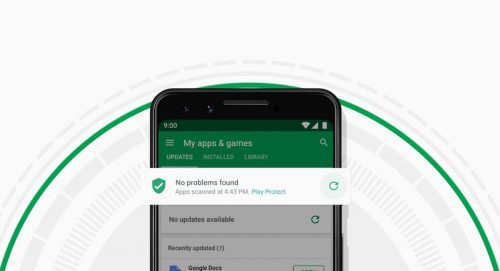 9:00
My apps & games
UPDATES INSTALLED LIBRARY
No problems found
Apps scanned at 4:43 PM. Play Protect
No updates available
Recently updated (7)
Google Docs